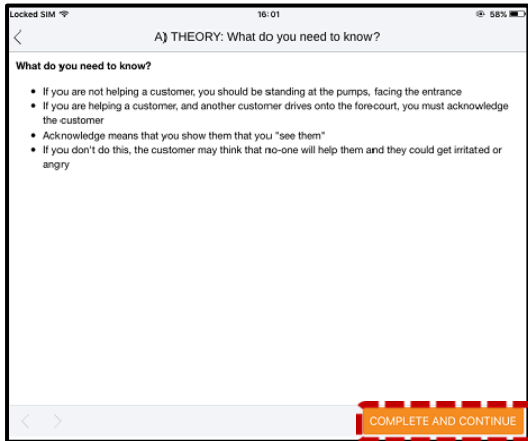 Locked SIM 16:01 58%
A) THEORY: What do you need to know?
What do you need to know?
• If you are not helping a customer, you should be standing at the pumps, facing the entrance
• If you are helping a customer, and another customer drives onto the forecourt, you must acknowledge
the customer
• Acknowledge means that you show them that you "see them"
• If you don't do this, the customer may think that no-one will help them and they could get irritated or
angry
COMPLETE AND CONTINUE